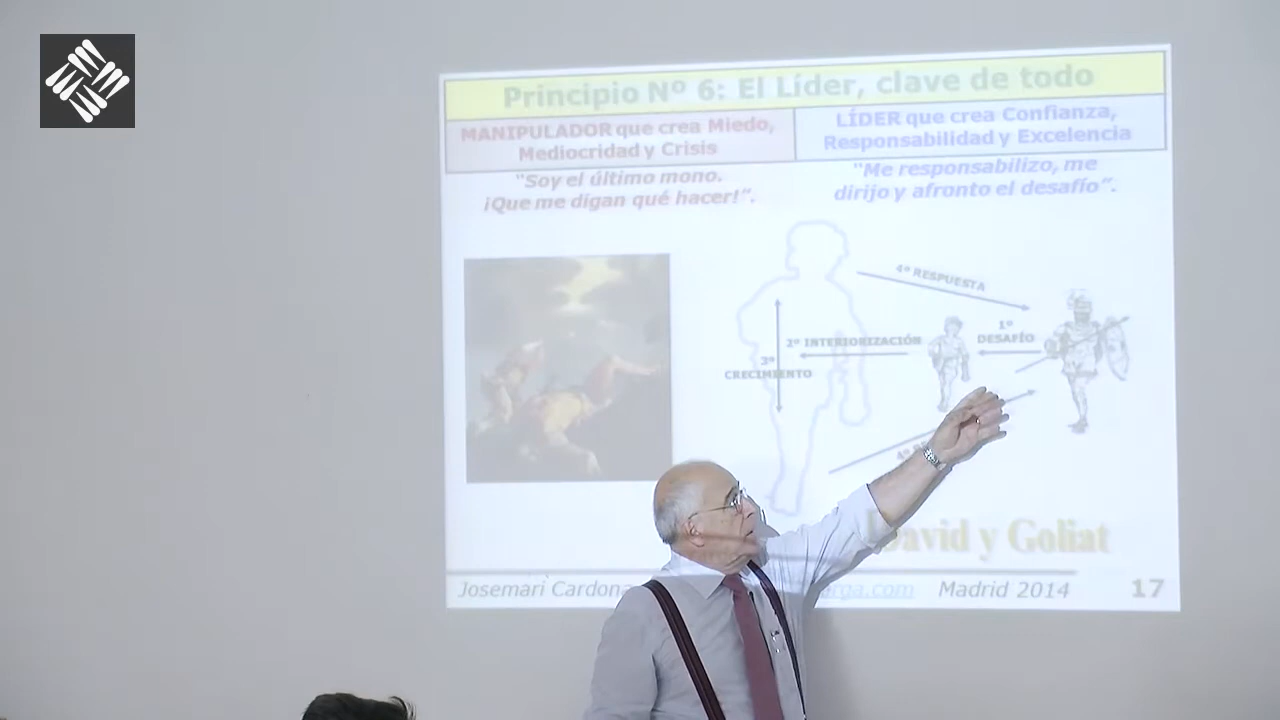 Principio Nº 6: El Líder, clave de todo
MANIPULADOR que crea Miedo,
Mediocridad y Crisis
LÍDER que crea Confianza,
Responsabilidad y Excelencia
"Soy el último mono.
¡Que me digan qué hacer!".
"Me responsabilizo, me
dirijo y afronto el desafío".
4º RESPUESTA
1º
DESAFÍO
2º INTERIORIZACIÓN
3º
CRECIMIENTO
4º
David y Goliat
Josemari Cardona
Madrid 2014
17